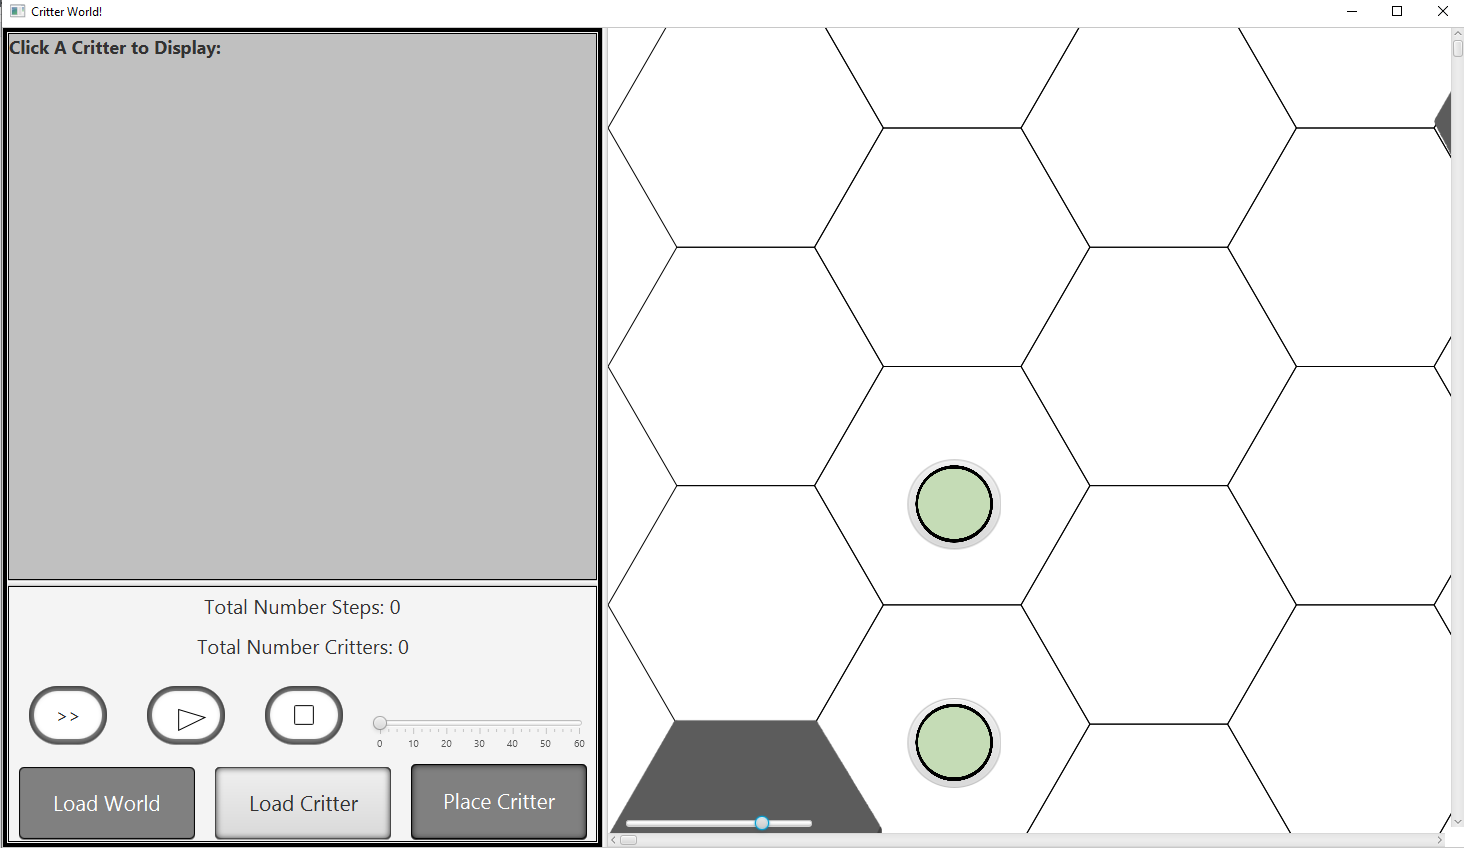 Critter World!
Click A Critter to Display:
Total Number Steps: 0
Total Number Critters: 0
>>
0 10 20 30 40 50 60
Load World
Load Critter
Place Critter